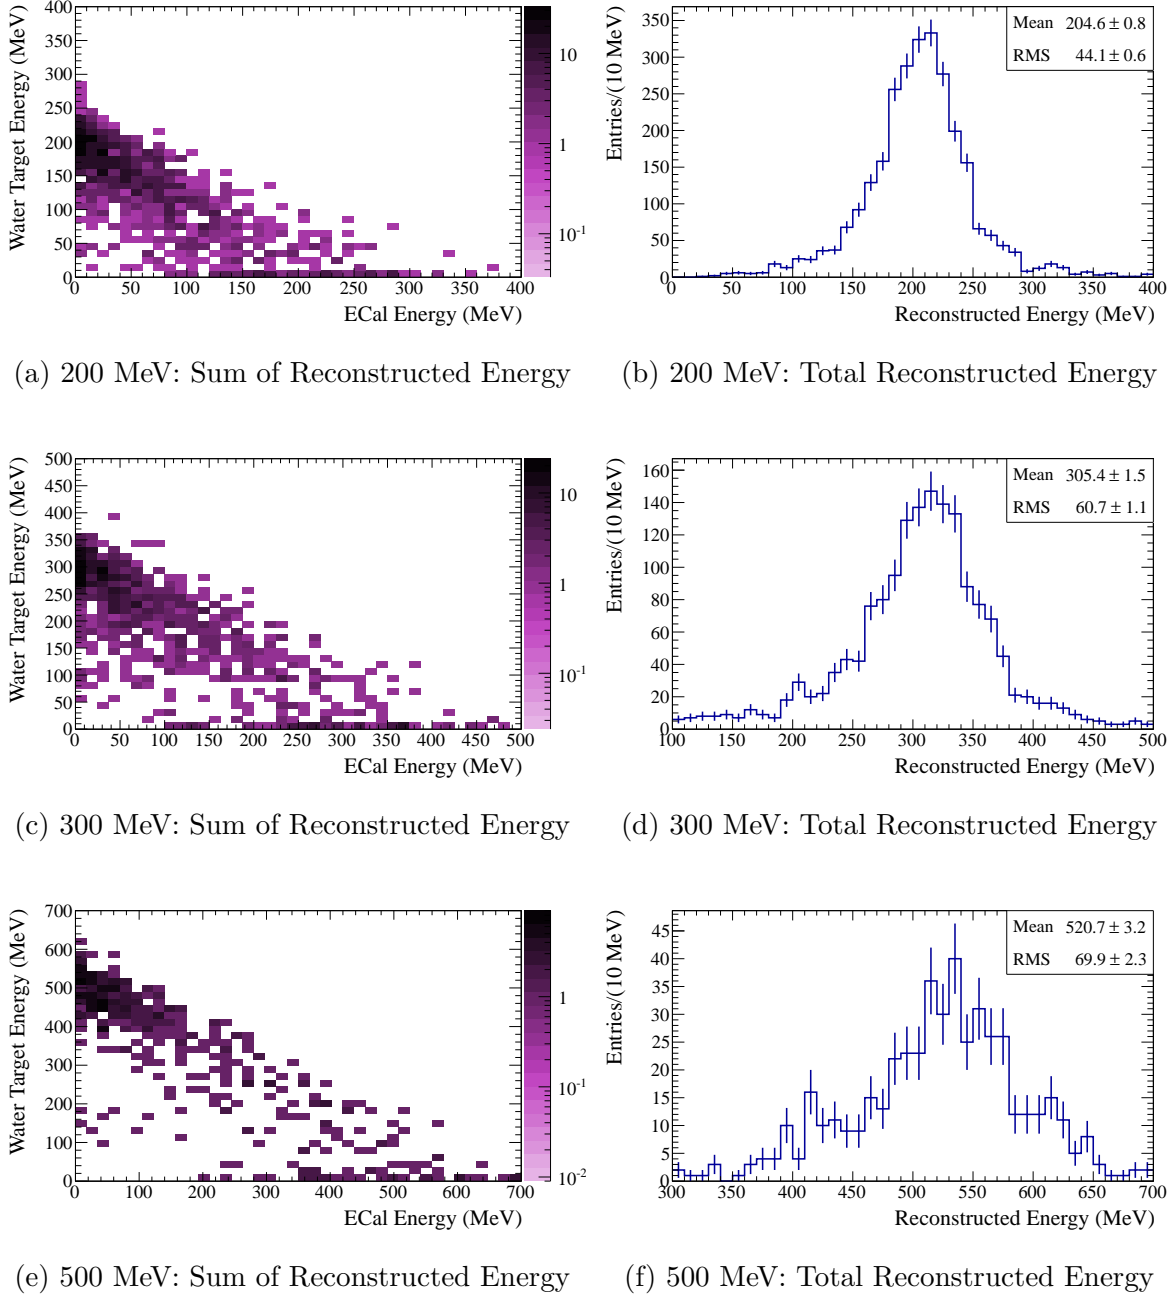 Water Target Energy (MeV)
400
350
300
250
200
150
100
50
0
0 50 100 150 200 250 300 350 400
ECal Energy (MeV)
10
1
10⁻¹
Entries/(10 MeV)
350
300
250
200
150
100
50
0
0 50 100 150 200 250 300 350 400
Reconstructed Energy (MeV)
Mean 204.6 ± 0.8
RMS 44.1 ± 0.6
(a) 200 MeV: Sum of Reconstructed Energy
(b) 200 MeV: Total Reconstructed Energy
Water Target Energy (MeV)
500
450
400
350
300
250
200
150
100
50
0
0 50 100 150 200 250 300 350 400 450 500
ECal Energy (MeV)
10
1
10⁻¹
Entries/(10 MeV)
160
140
120
100
80
60
40
20
0
100 150 200 250 300 350 400 450 500
Reconstructed Energy (MeV)
Mean 305.4 ± 1.5
RMS 60.7 ± 1.1
(c) 300 MeV: Sum of Reconstructed Energy
(d) 300 MeV: Total Reconstructed Energy
Water Target Energy (MeV)
700
600
500
400
300
200
100
0
0 100 200 300 400 500 600 700
ECal Energy (MeV)
1
10⁻¹
10⁻²
Entries/(10 MeV)
45
40
35
30
25
20
15
10
5
0
300 350 400 450 500 550 600 650 700
Reconstructed Energy (MeV)
Mean 520.7 ± 3.2
RMS 69.9 ± 2.3
(e) 500 MeV: Sum of Reconstructed Energy
(f) 500 MeV: Total Reconstructed Energy